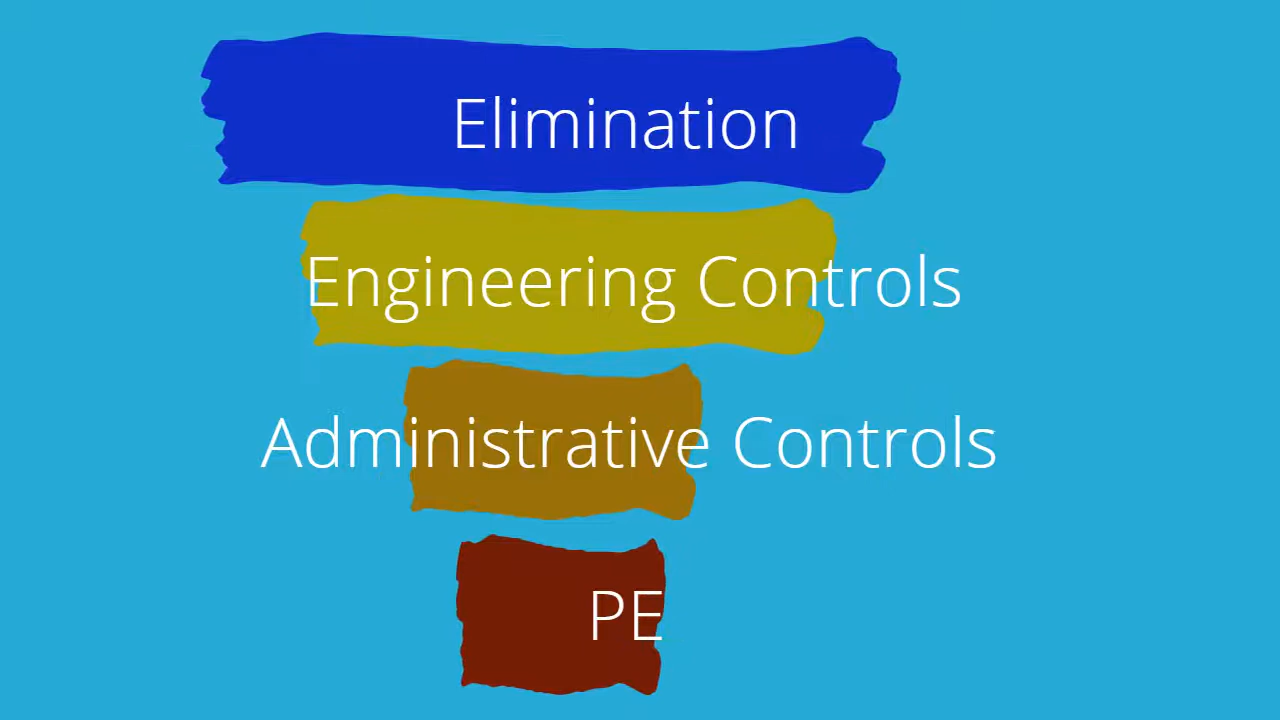 Elimination
Engineering Controls
Administrative Controls
PE